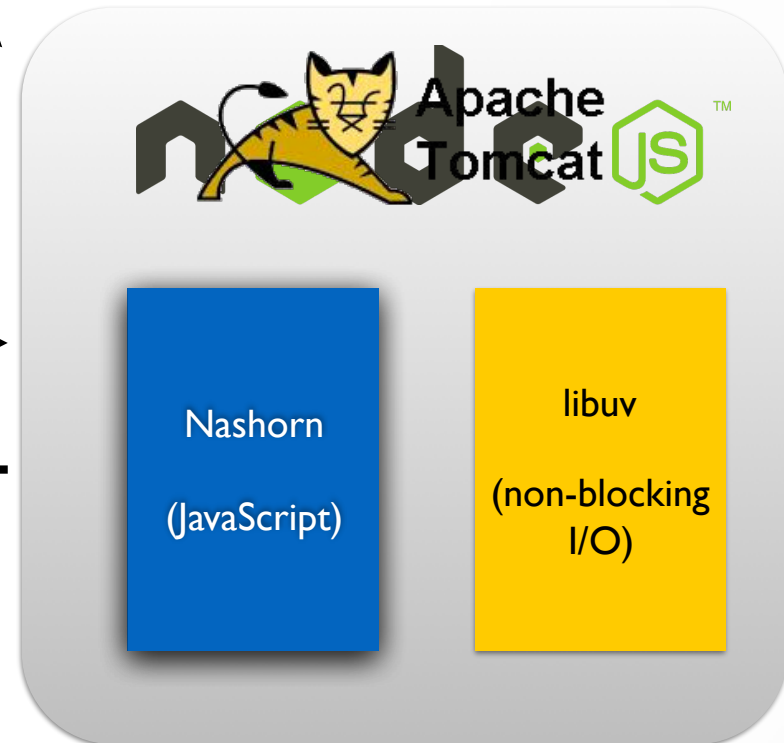 node
Apache
Tomcat
JS
TM
Nashorn
(JavaScript)
libuv
(non-blocking
I/O)